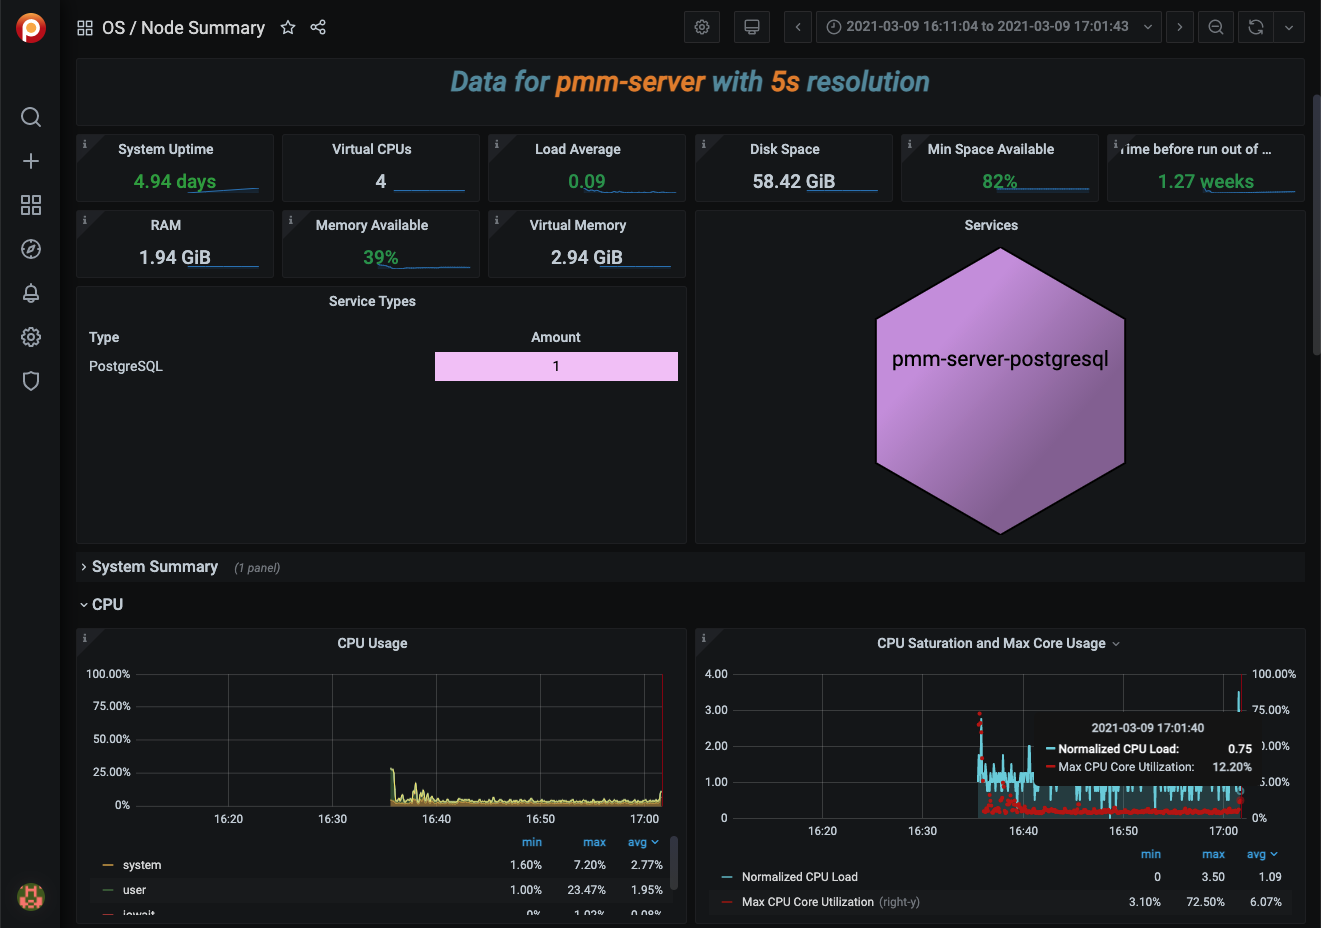 OS / Node Summary
2021-03-09 16:11:04 to 2021-03-09 17:01:43
Data for pmm-server with 5s resolution
System Uptime
4.94 days
Virtual CPUs
4
Load Average
0.09
Disk Space
58.42 GiB
Min Space Available
82%
Time before run out of ...
1.27 weeks
RAM
1.94 GiB
Memory Available
39%
Virtual Memory
2.94 GiB
Services
pmm-server-postgresql
Service Types
Type Amount
PostgreSQL 1
System Summary (1 panel)
CPU
CPU Usage
100.00%
75.00%
50.00%
25.00%
0%
16:20 16:30 16:40 16:50 17:00
min max avg
system 1.60% 7.20% 2.77%
user 1.00% 23.47% 1.95%
iowait 0% 1.02% 0.08%
CPU Saturation and Max Core Usage
4.00 100.00%
3.00 75.00%
2.00 0.00%
1.00 5.00%
0 0%
2021-03-09 17:01:40
Normalized CPU Load: 0.75
Max CPU Core Utilization: 12.20%
16:20 16:30 16:40 16:50 17:00
min max avg
Normalized CPU Load 0 3.50 1.09
Max CPU Core Utilization (right-y) 3.10% 72.50% 6.07%